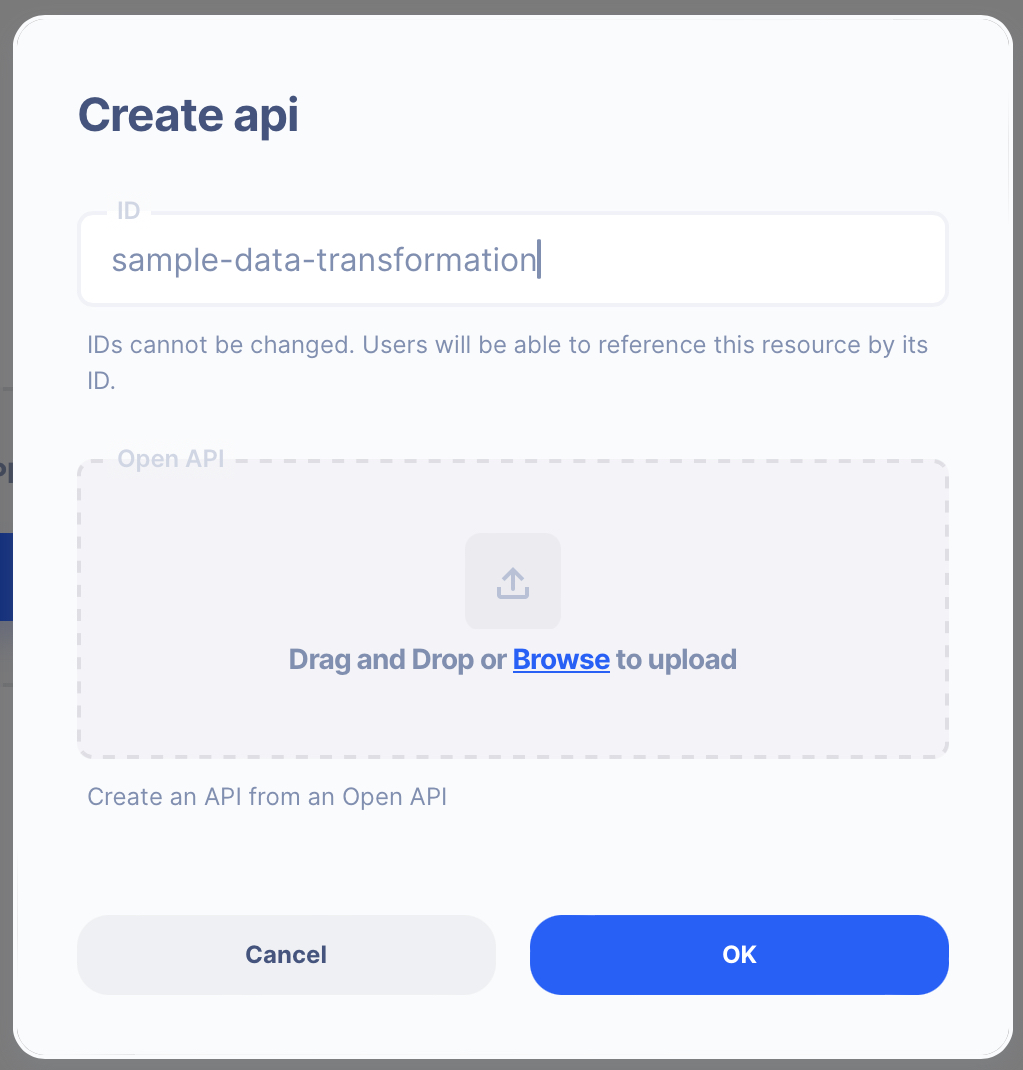 Create api
ID
sample-data-transformation
IDs cannot be changed. Users will be able to reference this resource by its
ID.
Open API
Drag and Drop or Browse to upload
Create an API from an Open API
Cancel
OK